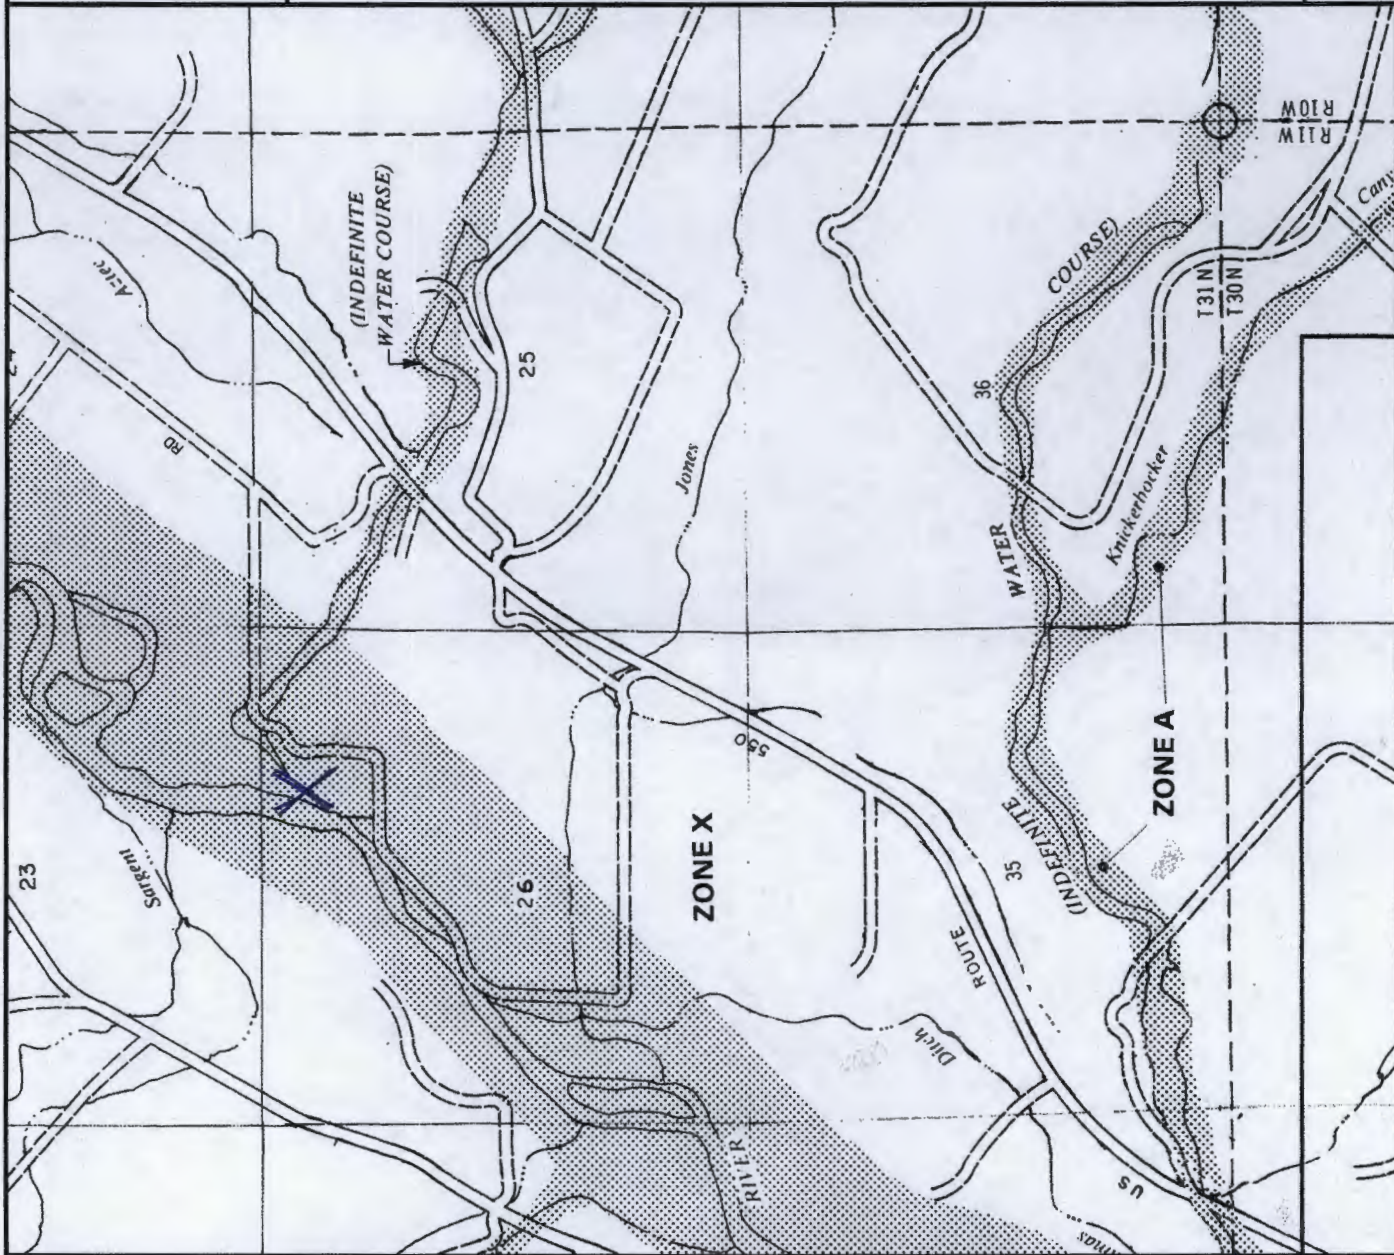 R10W
R11W
(INDEFINITE
WATER COURSE)
Aztec
RD
25
Jones
36
COURSE)
T31N
T30N
Knickerbocker
WATER
23
Sargent
26
ZONE X
550
ZONE A
35
(INDEFINITE
ROUTE
Ditch
RIVER
US
X